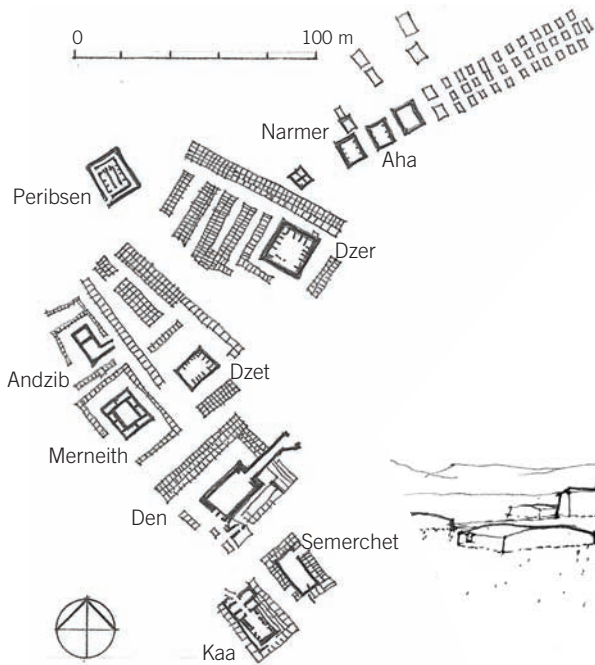 0
100 m
Narmer
Aha
Peribsen
Dzer
Andzib
Dzet
Merneith
Den
Semerchet
Kaa